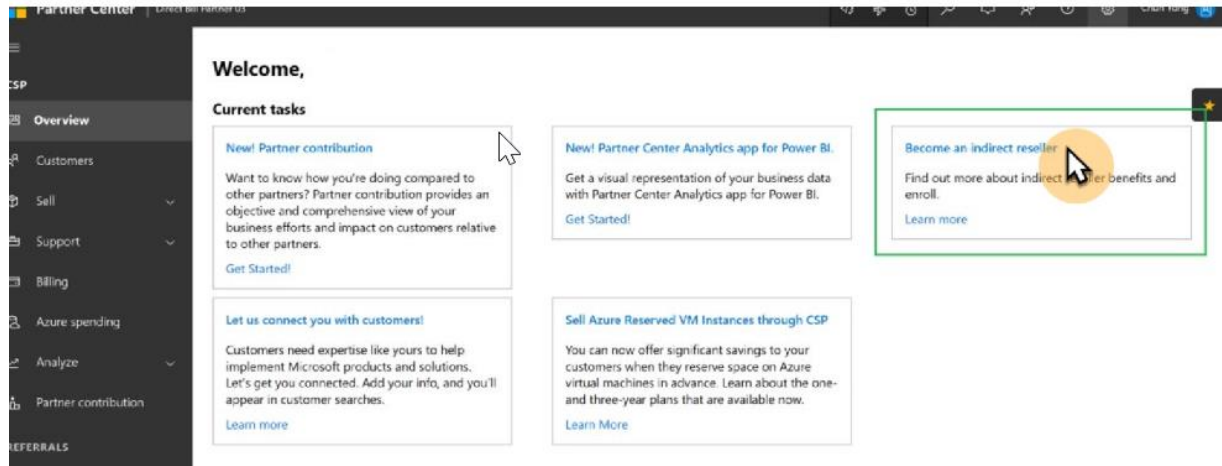 Partner Center
Direct Bill Partner US
Chun Yang
CSP
Overview
Customers
Sell
Support
Billing
Azure spending
Analyze
Partner contribution
REFERRALS
Welcome,
Current tasks
New! Partner contribution
Want to know how you're doing compared to
other partners? Partner contribution provides an
objective and comprehensive view of your
business efforts and impact on customers relative
to other partners.
Get Started!
New! Partner Center Analytics app for Power BI.
Get a visual representation of your business data
with Partner Center Analytics app for Power BI.
Get Started!
Become an indirect reseller
Find out more about indirect reseller benefits and
enroll.
Learn more
Let us connect you with customers!
Customers need expertise like yours to help
implement Microsoft products and solutions.
Let's get you connected. Add your info, and you'll
appear in customer searches.
Learn more
Sell Azure Reserved VM Instances through CSP
You can now offer significant savings to your
customers when they reserve space on Azure
virtual machines in advance. Learn about the one-
and three-year plans that are available now.
Learn More